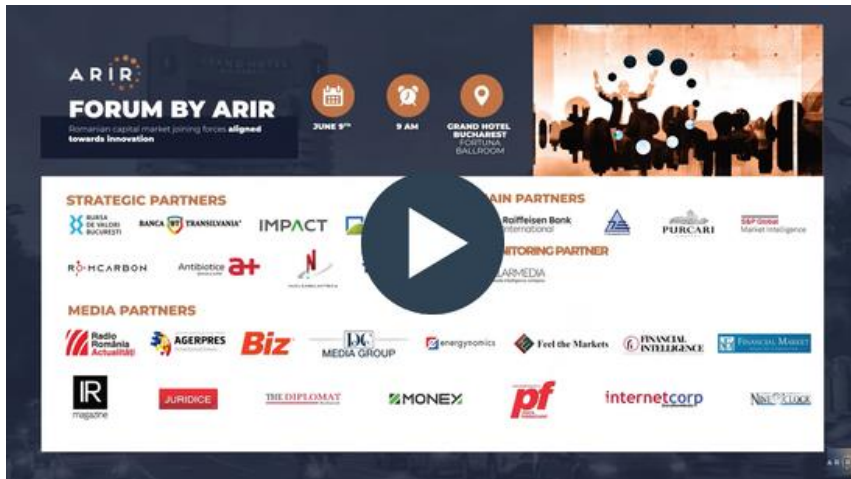 ARIR
FORUM BY ARIR
Romanian capital market joining forces aligned
towards innovation
JUNE 9TH
9 AM
GRAND HOTEL
BUCHAREST
FORTUNA
BALLROOM
STRATEGIC PARTNERS
BURSA
DE VALORI
BUCUREȘTI
BANCA BT TRANSILVANIA
IMPACT
ROMCARBON
Antibiotice a+
N
AIN PARTNERS
Raiffeisen Bank
International
PURCARI
S&P Global
Market Intelligence
NITORING PARTNER
LARMEDIA
MEDIA PARTNERS
Radio
România
Actualități
AGERPRES
Biz
DC
MEDIA GROUP
energynomics
Feel the Markets
FINANCIAL
INTELLIGENCE
FINANCIAL MARKET
IR
magazine
JURIDICE
THE DIPLOMAT
MONEY
pf
internetcorp
NINE O'CLOCK
ARIR